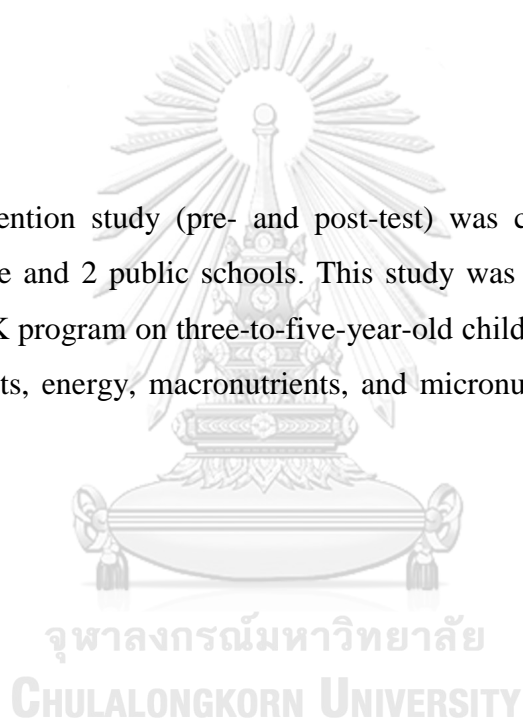 ention study (pre- and post-test) was c
e and 2 public schools. This study was
K program on three-to-five-year-old child
ts, energy, macronutrients, and micronu
จุฬาลงกรณ์มหาวิทยาลัย
CHULALONGKORN UNIVERSITY